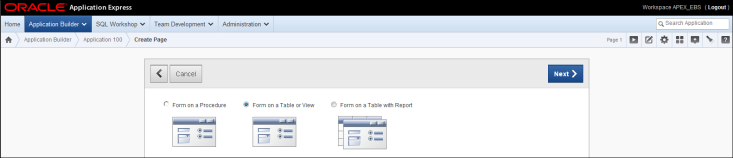 ORACLE Application Express
Workspace APEX_EBS (Logout)
Home Application Builder SQL Workshop Team Development Administration Search Application
Application Builder Application 100 Create Page Page 1
Cancel Next
Form on a Procedure Form on a Table or View Form on a Table with Report